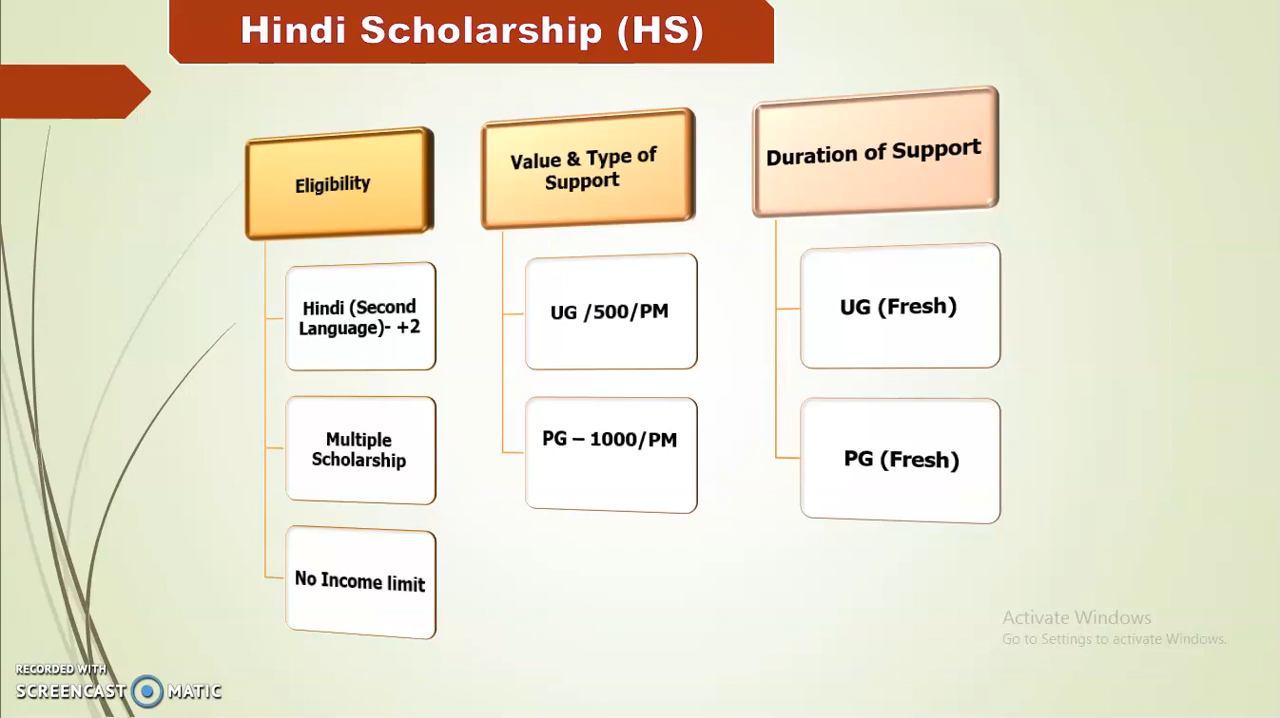 Hindi Scholarship (HS)
Eligibility
Hindi (Second
Language)- +2
Multiple
Scholarship
No Income limit
Value & Type of
Support
UG /500/PM
PG – 1000/PM
Duration of Support
UG (Fresh)
PG (Fresh)
Activate Windows
Go to Settings to activate Windows.
RECORDED WITH
SCREENCAST MATIC